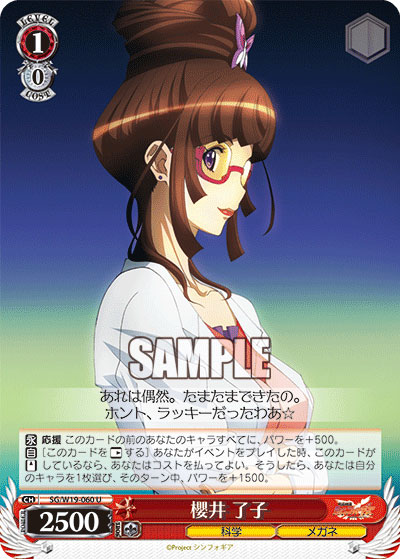 LEVEL
1
0
COST
SAMPLE
あれは偶然。たまたまできたの。
ホント、ラッキーだったわあ☆
永 応援 このカードの前のあなたのキャラすべてに、パワーを+500。
自 [このカードを する] あなたがイベントをプレイした時、このカードが
しているなら、あなたはコストを払ってよい。そうしたら、あなたは自分
のキャラを1枚選び、そのターン中、パワーを+1000。
CH SG/W19-060 U
2500
櫻井 了子
科学 メガネ
©Project シンフォギア